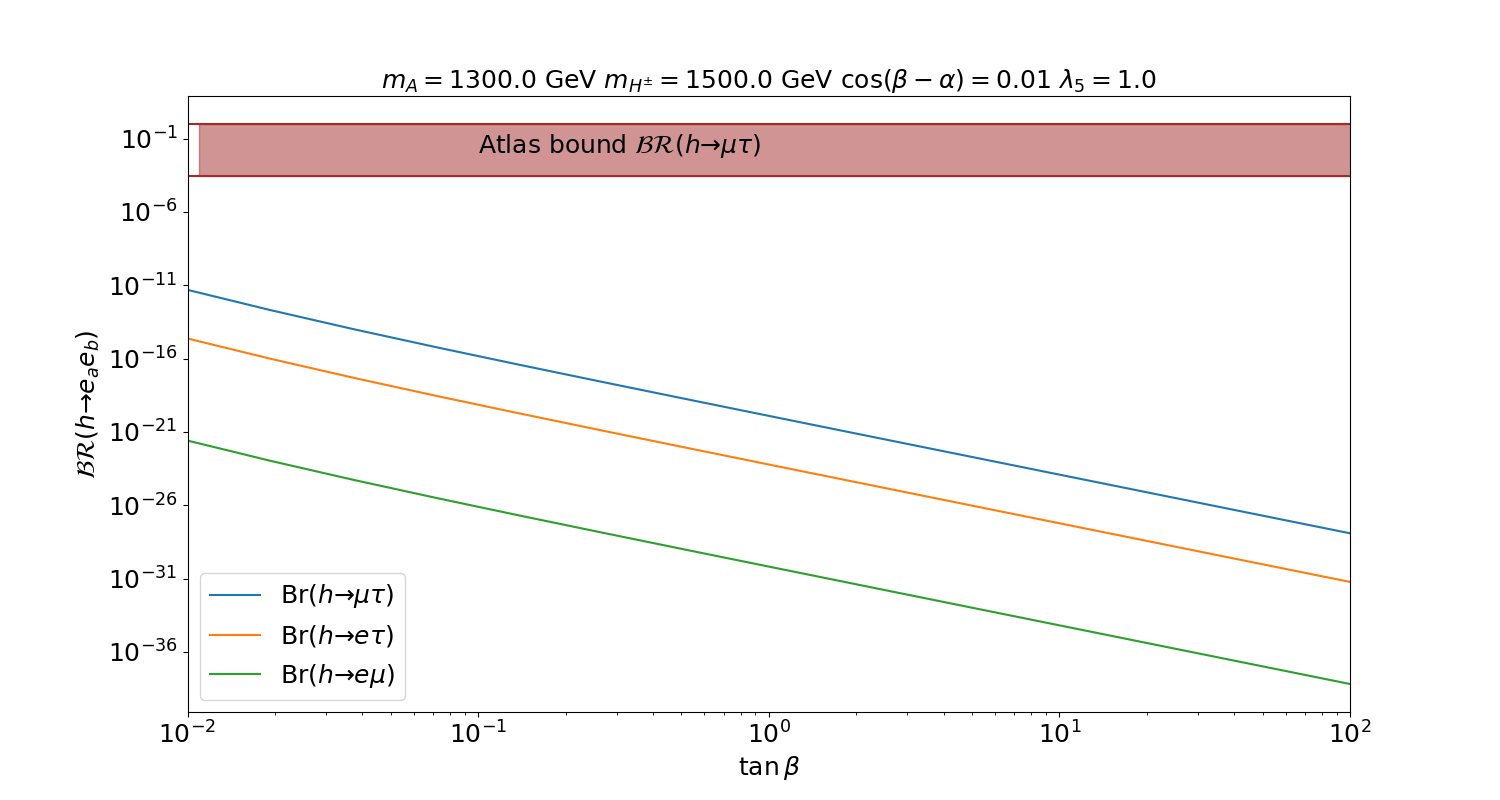 m_A = 1300.0 GeV m_{H^±} = 1500.0 GeV cos(β − α) = 0.01 λ_5 = 1.0
Atlas bound ℬℛ(h→μτ)
10^{−1}
10^{−6}
10^{−11}
10^{−16}
10^{−21}
10^{−26}
10^{−31}
10^{−36}
ℬℛ(h→e_a e_b)
Br(h→μτ)
Br(h→eτ)
Br(h→eμ)
10^{−2} 10^{−1} 10^0 10^1 10^2
tan β